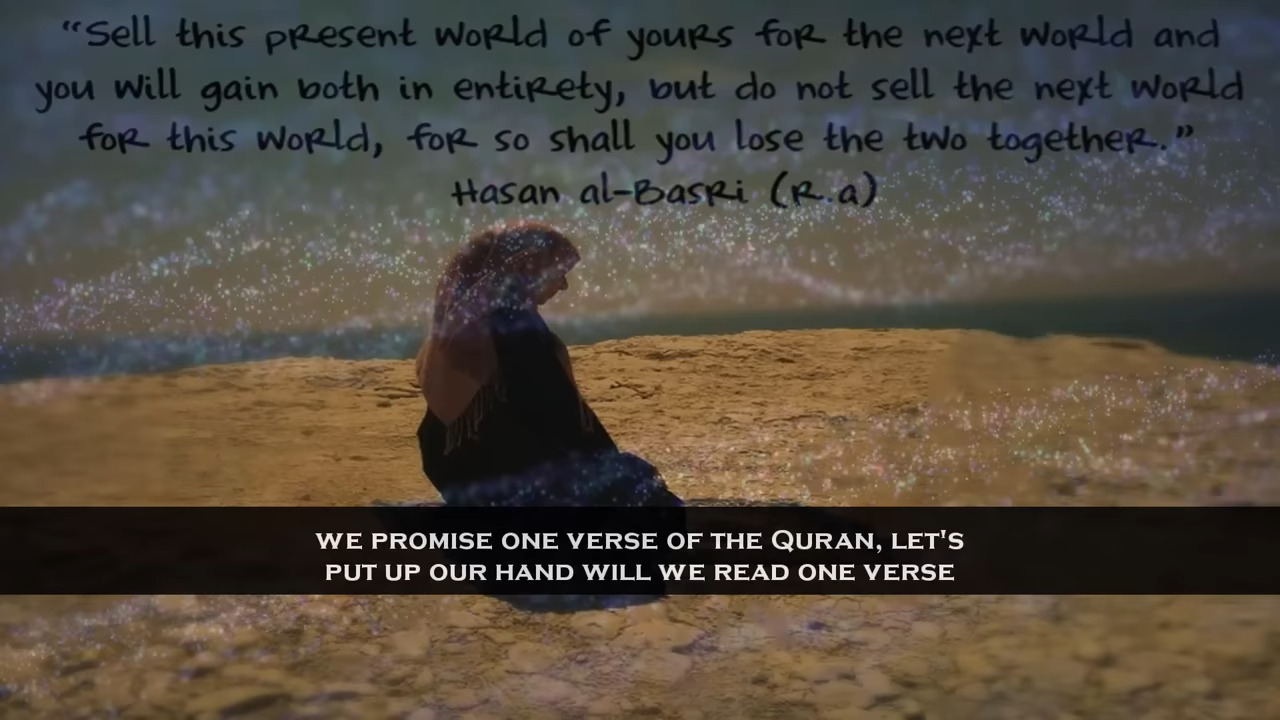 “Sell this present world of yours for the next world and
you will gain both in entirety, but do not sell the next world
for this world, for so shall you lose the two together.”
Hasan al-Basri (R.a)
WE PROMISE ONE VERSE OF THE QURAN, LET'S
PUT UP OUR HAND WILL WE READ ONE VERSE